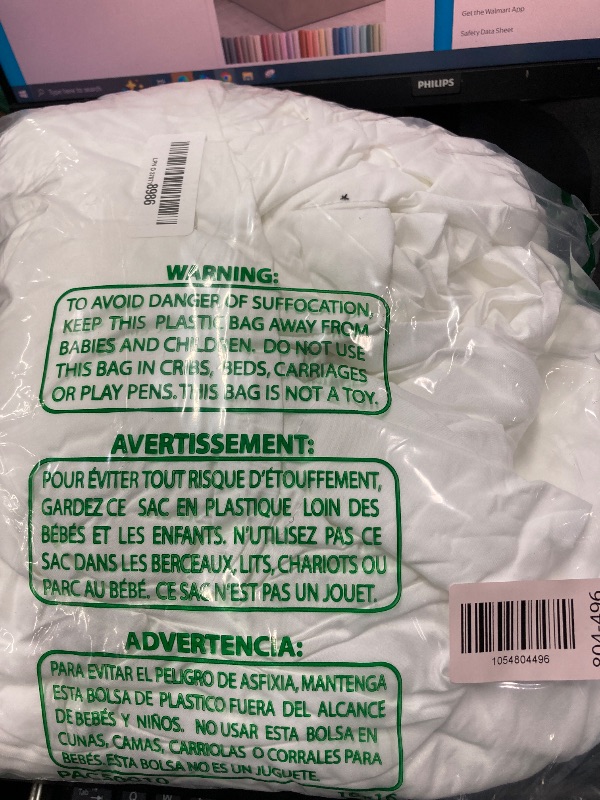 Get the Walmart App
Safety Data Sheet
Type here to search
PHILIPS
8986
WARNING:
TO AVOID DANGER OF SUFFOCATION,
KEEP THIS PLASTIC BAG AWAY FROM
BABIES AND CHILDREN. DO NOT USE
THIS BAG IN CRIBS, BEDS, CARRIAGES
OR PLAY PENS. THIS BAG IS NOT A TOY.
AVERTISSEMENT:
POUR ÉVITER TOUT RISQUE D'ÉTOUFFEMENT,
GARDEZ CE SAC EN PLASTIQUE LOIN DES
BÉBÉS ET LES ENFANTS. N'UTILISEZ PAS CE
SAC DANS LES BERCEAUX, LITS, CHARIOTS OU
PARC AU BÉBÉ. CE SAC N'EST PAS UN JOUET.
1054804496
804-496
ADVERTENCIA:
PARA EVITAR EL PELIGRO DE ASFIXIA, MANTENGA
ESTA BOLSA DE PLASTICO FUERA DEL ALCANCE
DE BEBÉS Y NIÑOS. NO USAR ESTA BOLSA EN
CUNAS, CAMAS, CARRIOLAS O CORRALES PARA
BEBÉS. ESTA BOLSA NO ES UN JUGUETE.